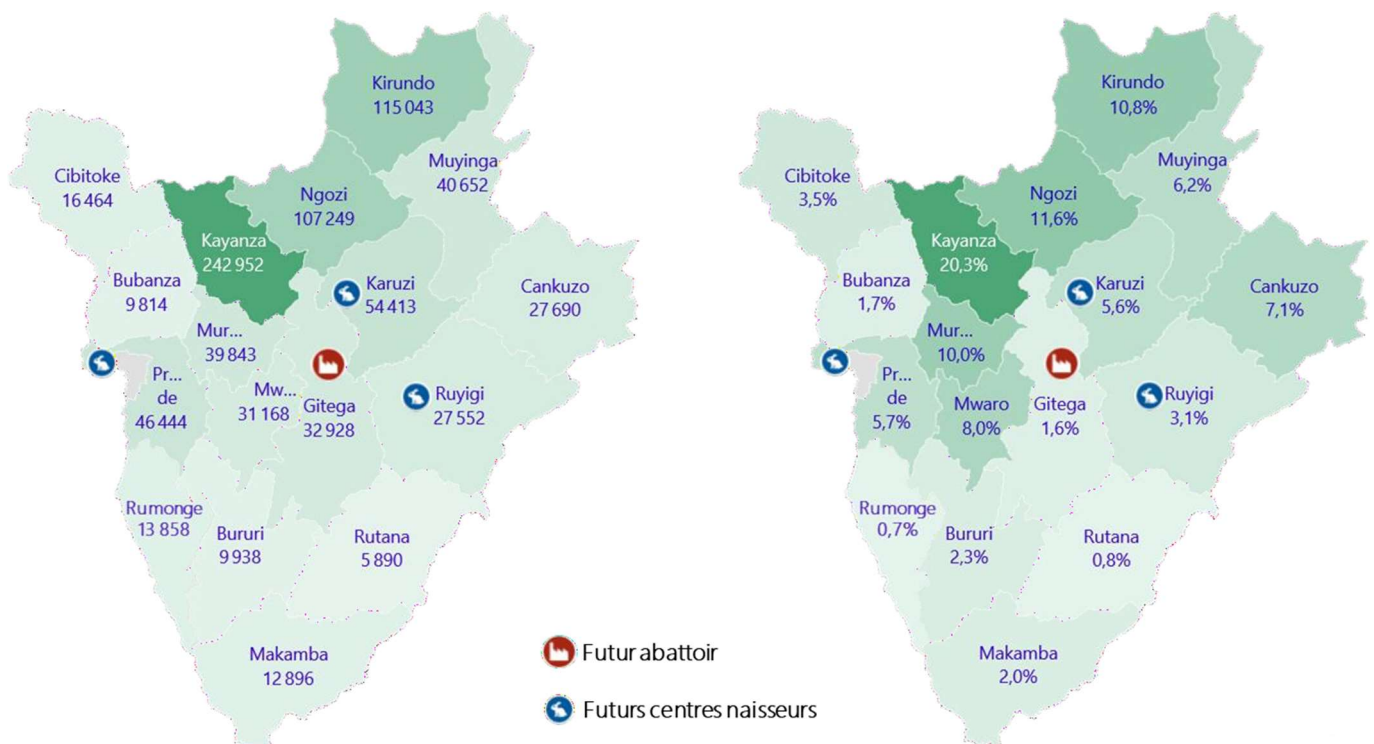 Kirundo
115 043
Cibitoke
16 464
Muyinga
40 652
Ngozi
107 249
Kayanza
242 952
Bubanza
9 814
Karuzi
54 413
Cankuzo
27 690
Mur...
39 843
Pr...
de
46 444
Mw...
31 168
Gitega
32 928
Ruyigi
27 552
Rumonge
13 858
Bururi
9 938
Rutana
5 890
Makamba
12 896
Kirundo
10,8%
Cibitoke
3,5%
Muyinga
6,2%
Ngozi
11,6%
Kayanza
20,3%
Bubanza
1,7%
Karuzi
5,6%
Cankuzo
7,1%
Mur...
10,0%
Pr...
de
5,7%
Mwaro
8,0%
Gitega
1,6%
Ruyigi
3,1%
Rumonge
0,7%
Bururi
2,3%
Rutana
0,8%
Makamba
2,0%
Futur abattoir
Futurs centres naisseurs